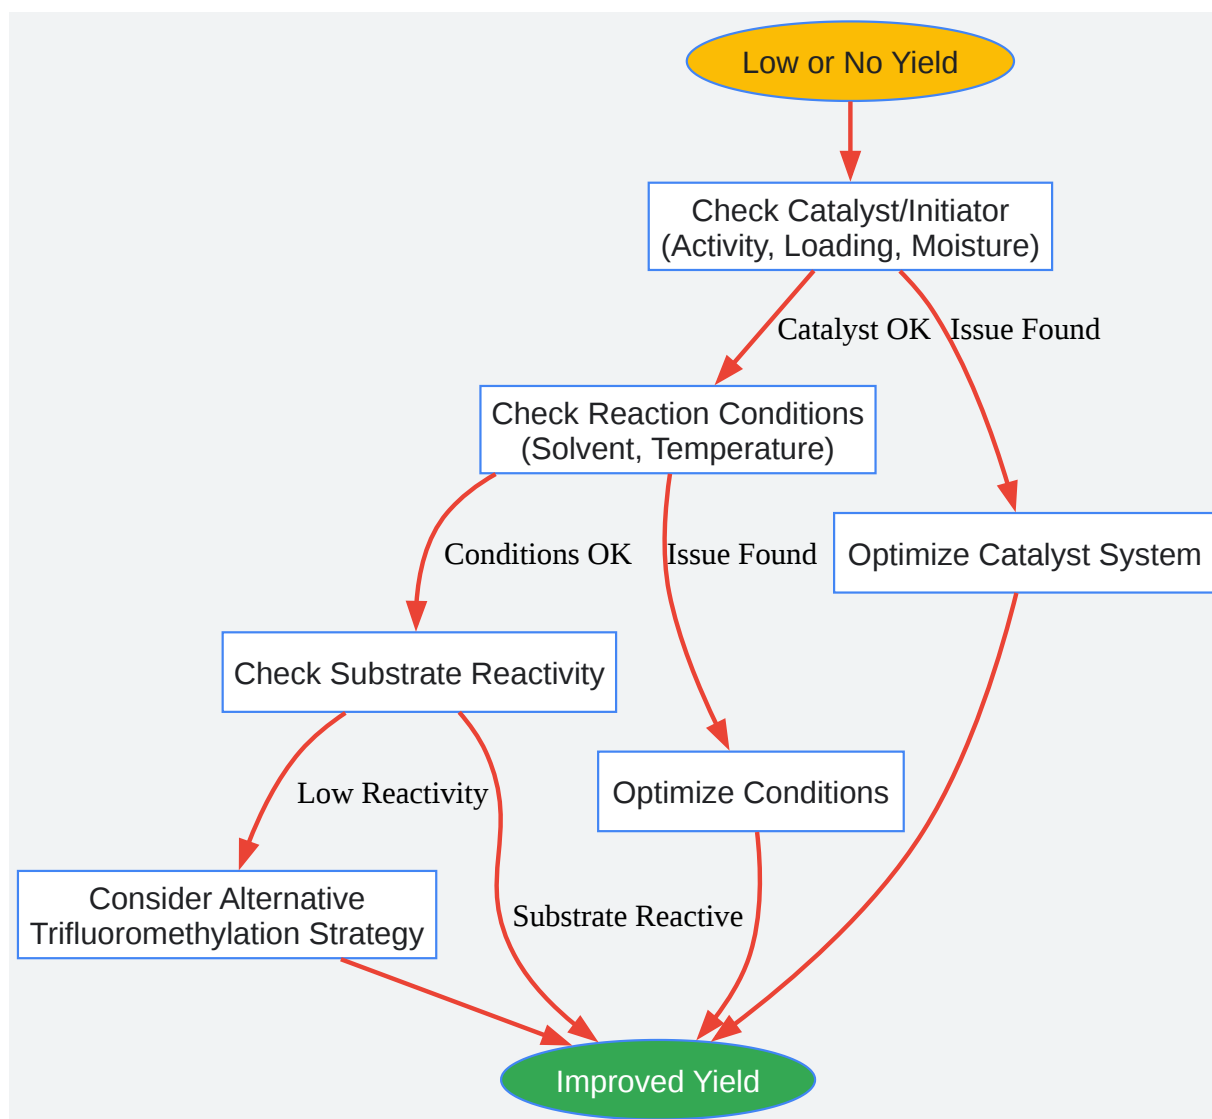 Low or No Yield
Check Catalyst/Initiator
(Activity, Loading, Moisture)
Catalyst OK
Issue Found
Check Reaction Conditions
(Solvent, Temperature)
Conditions OK
Issue Found
Optimize Catalyst System
Check Substrate Reactivity
Low Reactivity
Optimize Conditions
Consider Alternative
Trifluoromethylation Strategy
Substrate Reactive
Improved Yield